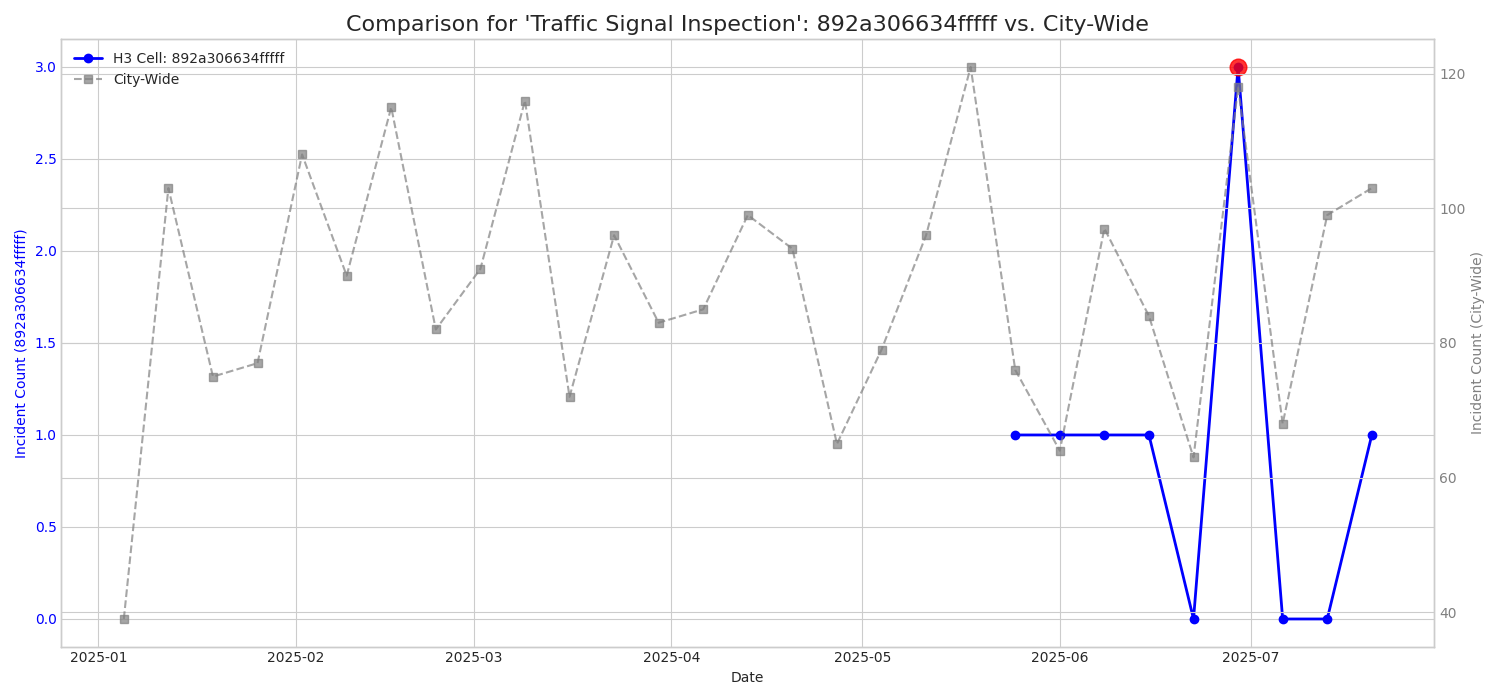 Comparison for 'Traffic Signal Inspection': 892a306634fffff vs. City-Wide
H3 Cell: 892a306634fffff
City-Wide
Incident Count (892a306634fffff)
3.0
2.5
2.0
1.5
1.0
0.5
0.0
120
100
80
60
40
Incident Count (City-Wide)
2025-01 2025-02 2025-03 2025-04 2025-05 2025-06 2025-07
Date